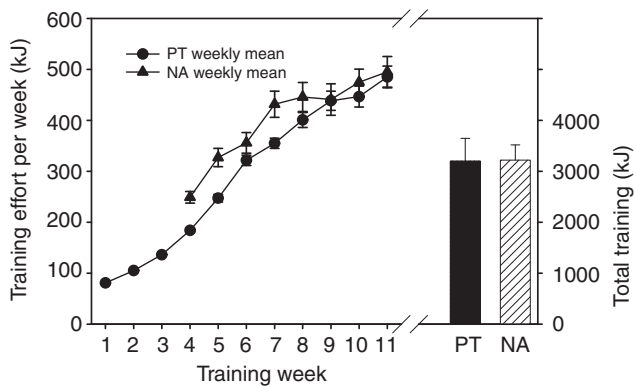 Training effort per week (kJ)
600
500
400
300
200
100
0
PT weekly mean
NA weekly mean
1 2 3 4 5 6 7 8 9 10 11
Training week
PT NA
4000
3000
2000
1000
0
Total training (kJ)